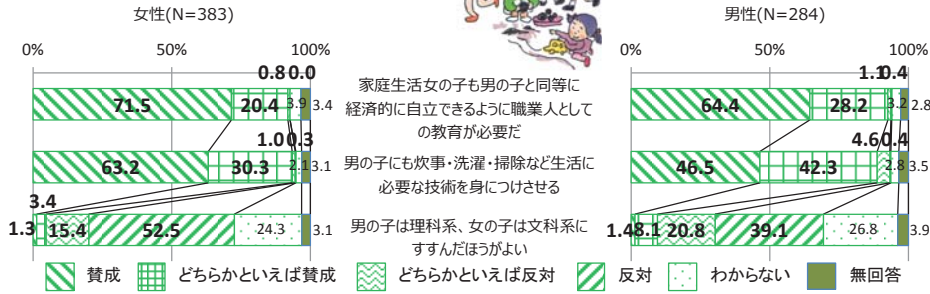 女性(N=383)
男性(N=284)
0% 50% 100%
0% 50% 100%
0.8 0.0
71.5 20.4 3.9 3.4
家庭生活女の子も男の子と同等に
経済的に自立できるように職業人として
の教育が必要だ
1.1 0.4
64.4 28.2 3.2 2.8
1.0 0.3
63.2 30.3 2.1 3.1
男の子にも炊事・洗濯・掃除など生活に
必要な技術を身につけさせる
4.6 0.4
46.5 42.3 2.8 3.5
3.4
1.3 15.4 52.5 24.3 3.1
男の子は理科系、女の子は文科系に
すすんだほうがよい
1.4 8.1 20.8 39.1 26.8 3.9
賛成 どちらかといえば賛成 どちらかといえば反対 反対 わからない 無回答